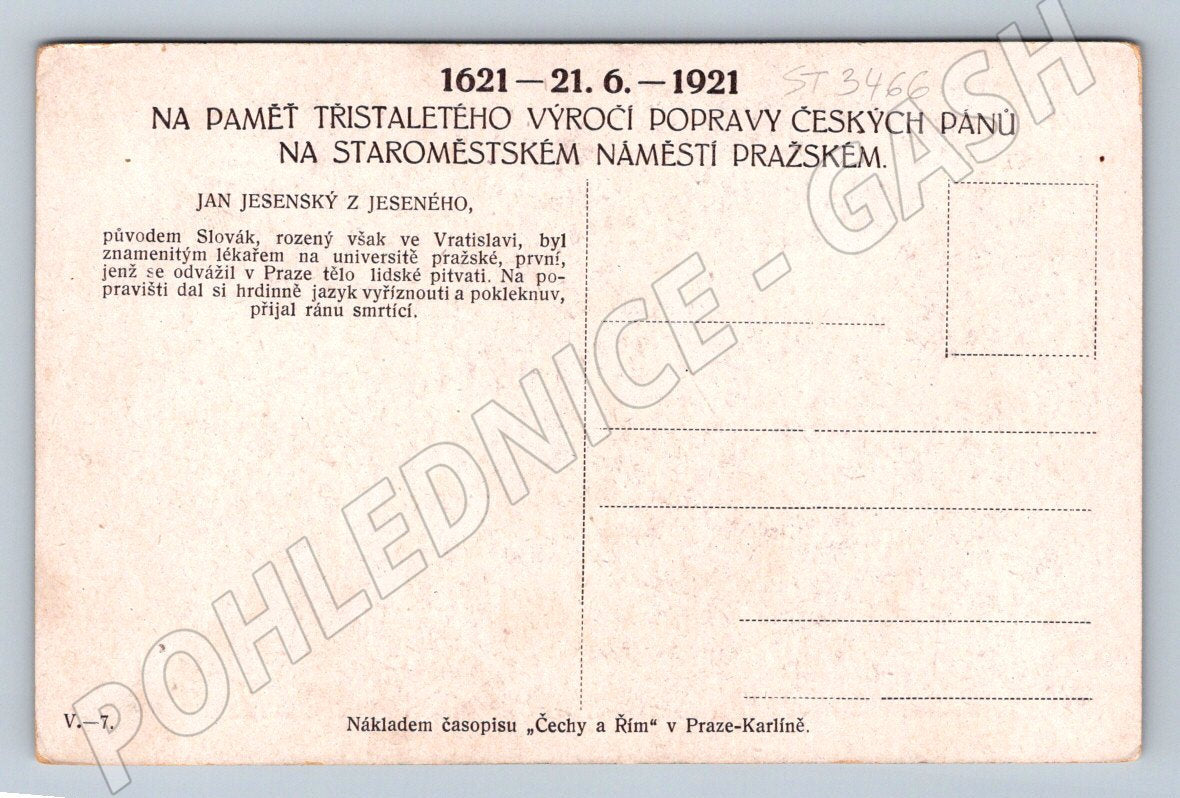 1621 — 21. 6. — 1921
ST 3466
NA PAMĚŤ TŘISTALETÉHO VÝROČÍ POPRAVY ČESKÝCH PÁNŮ
NA STAROMĚSTSKÉM NÁMĚSTÍ PRAŽSKÉM.
JAN JESENSKÝ Z JESENÉHO,
původem Slovák, rozený však ve Vratislavi, byl
znamenitým lékařem na universitě pražské, první,
jenž se odvážil v Praze tělo lidské pitvati. Na po-
pravišti dal si hrdinně jazyk vyříznouti a pokleknuv,
přijal ránu smrtící.
V.—7.
Nákladem časopisu „Čechy a Řím“ v Praze-Karlíně.
POHLEDNICE - GASH